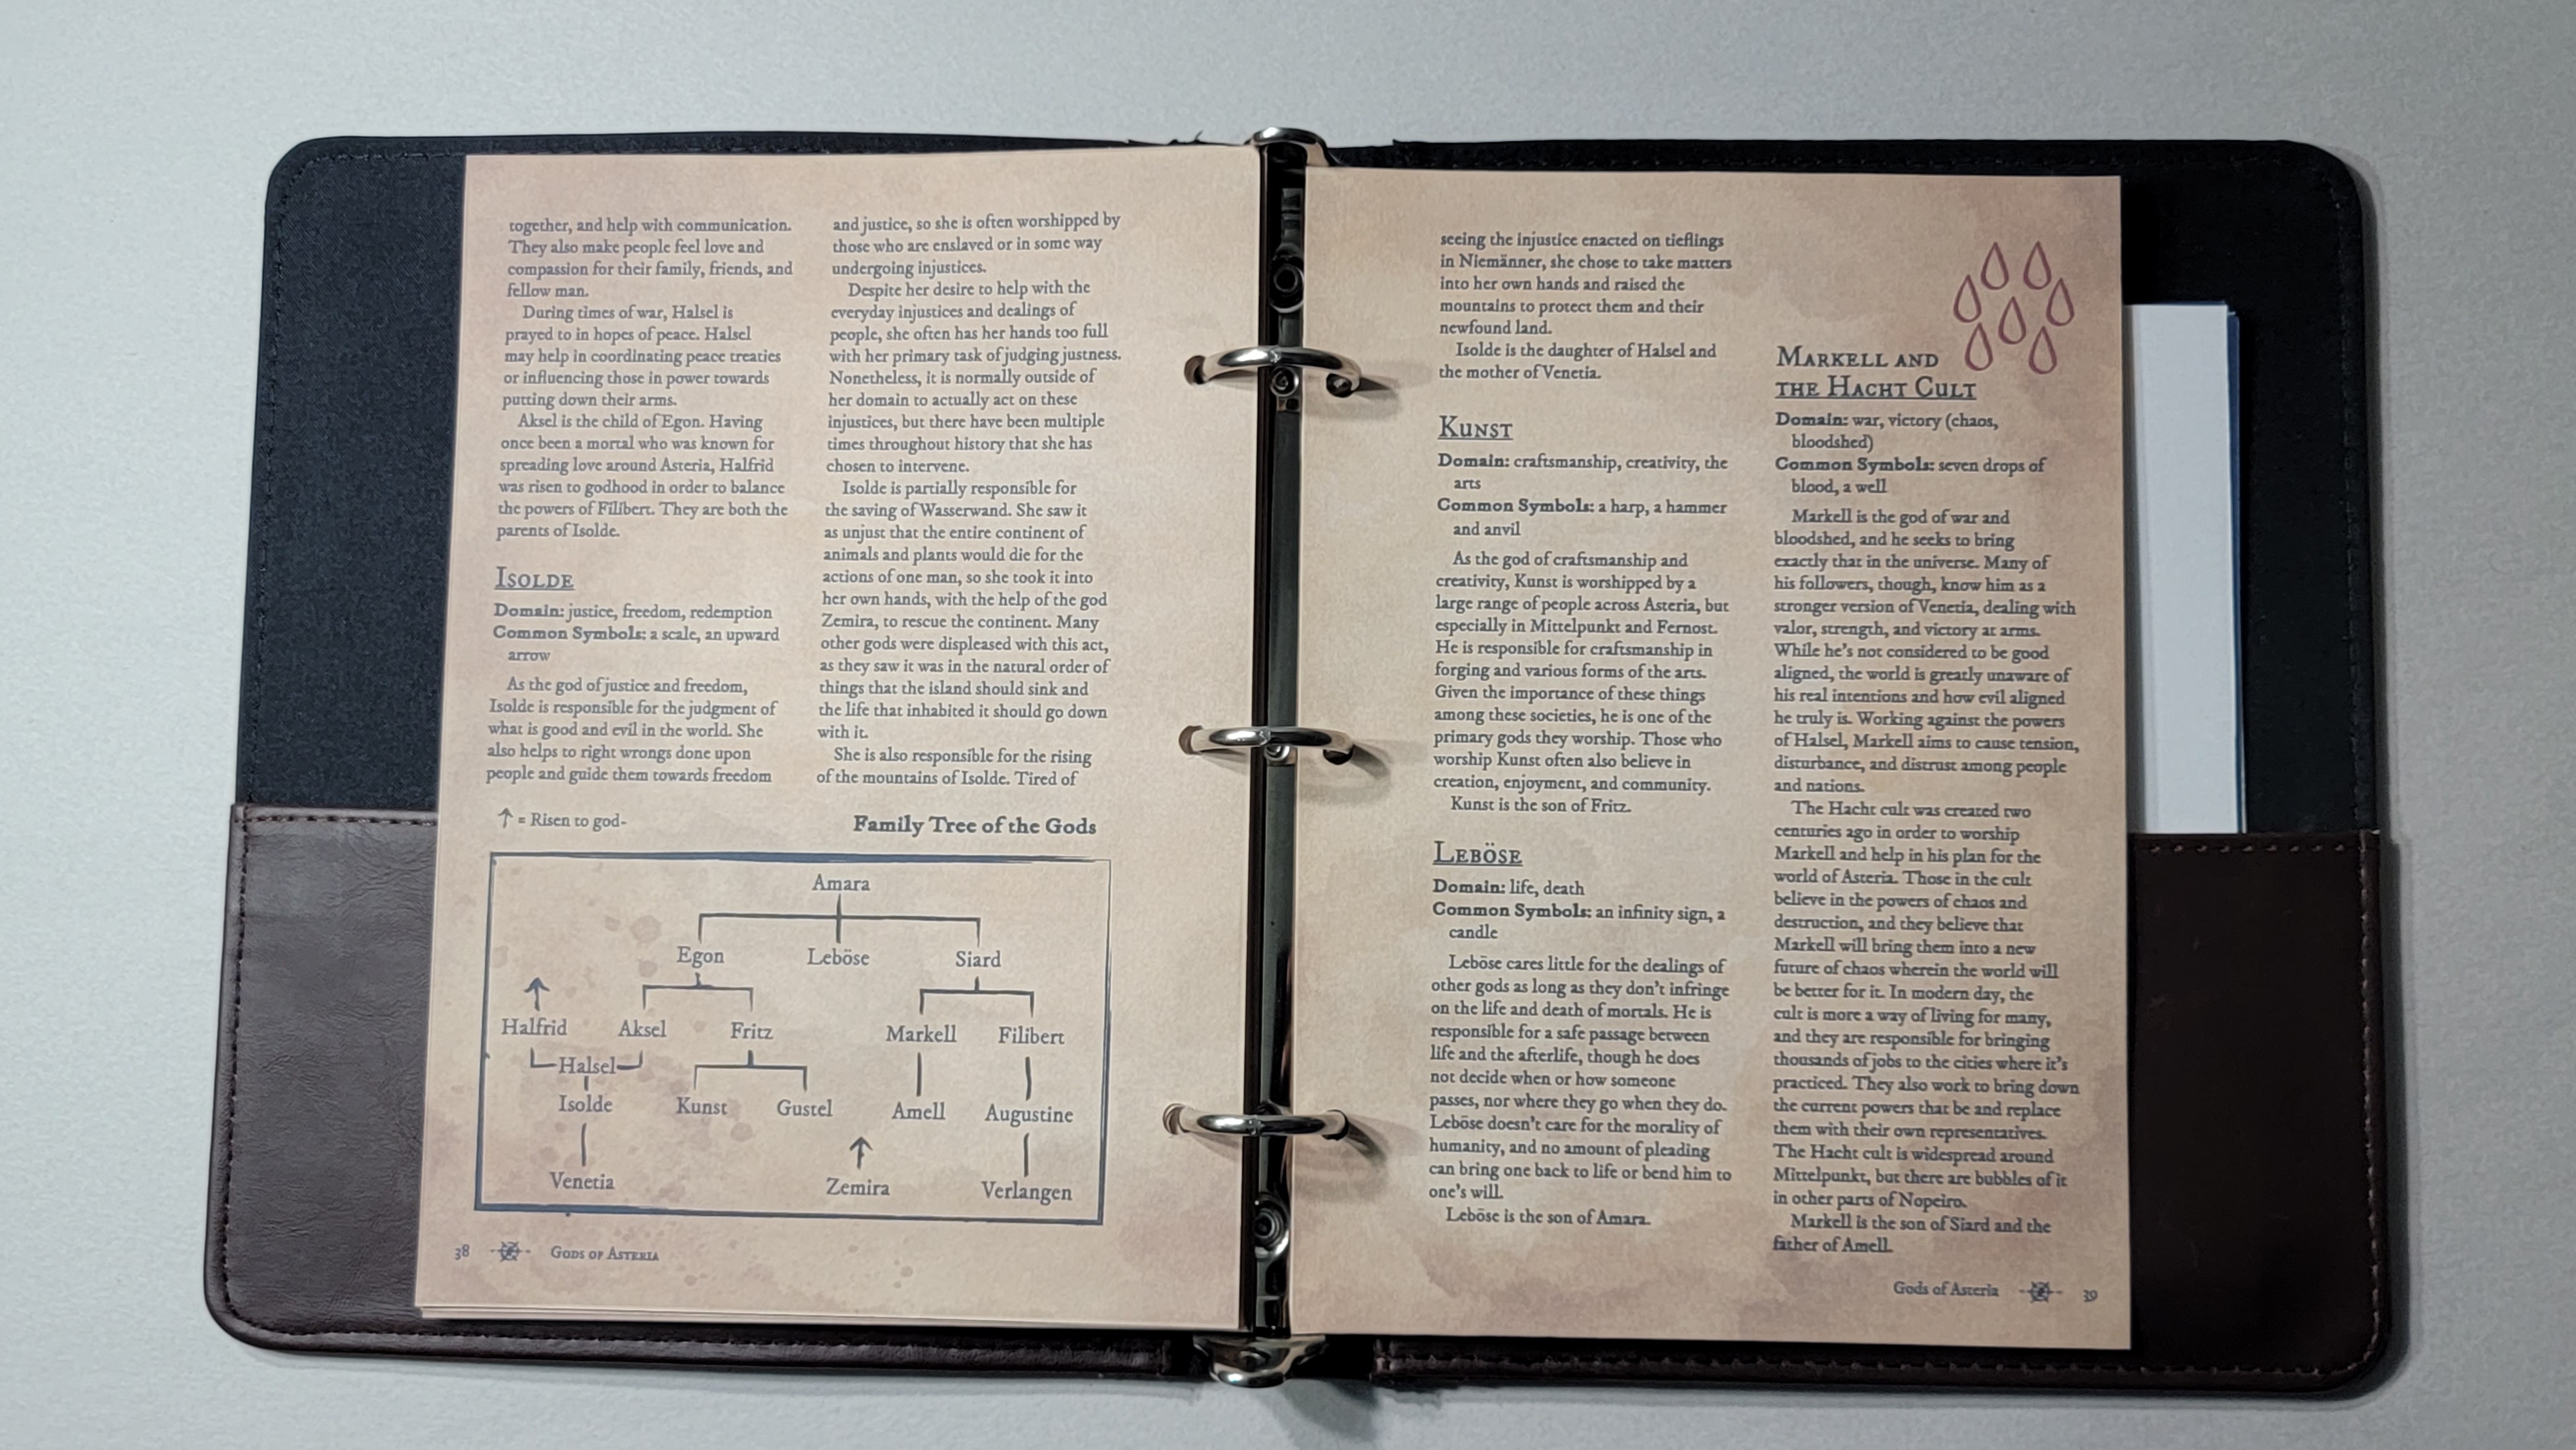 together, and help with communication.
They also make people feel love and
compassion for their family, friends, and
fellow man.
During times of war, Halsel is
prayed to in hopes of peace. Halsel
may help in coordinating peace treaties
or influencing those in power towards
putting down their arms.
Aksel is the child of Egon. Having
once been a mortal who was known for
spreading love around Asteria, Halfrid
was risen to godhood in order to balance
the powers of Filibert. They are both the
parents of Isolde.
ISOLDE
Domain: justice, freedom, redemption
Common Symbols: a scale, an upward
arrow
As the god of justice and freedom,
Isolde is responsible for the judgment of
what is good and evil in the world. She
also helps to right wrongs done upon
people and guide them towards freedom
and justice, so she is often worshipped by
those who are enslaved or in some way
undergoing injustices.
Despite her desire to help with the
everyday injustices and dealings of
people, she often has her hands too full
with her primary task of judging justness.
Nonetheless, it is normally outside of
her domain to actually act on these
injustices, but there have been multiple
times throughout history that she has
chosen to intervene.
Isolde is partially responsible for
the saving of Wasserwand. She saw it
as unjust that the entire continent of
animals and plants would die for the
actions of one man, so she took it into
her own hands, with the help of the god
Zemira, to rescue the continent. Many
other gods were displeased with this act,
as they saw it was in the natural order of
things that the island should sink and
the life that inhabited it should go down
with it.
She is also responsible for the rising
of the mountains of Isolde. Tired of
↑ = Risen to god-
Family Tree of the Gods
Amara
Egon Leböse Siard
↑
Halfrid Aksel Fritz Markell Filibert
Halsel
Isolde Kunst Gustel Amell Augustine
↑
Venetia Zemira Verlangen
38 GODS OF ASTERIA
seeing the injustice enacted on tieflings
in Niemänner, she chose to take matters
into her own hands and raised the
mountains to protect them and their
newfound land.
Isolde is the daughter of Halsel and
the mother of Venetia.
KUNST
Domain: craftsmanship, creativity, the
arts
Common Symbols: a harp, a hammer
and anvil
As the god of craftsmanship and
creativity, Kunst is worshipped by a
large range of people across Asteria, but
especially in Mittelpunkt and Fernost.
He is responsible for craftsmanship in
forging and various forms of the arts.
Given the importance of these things
among these societies, he is one of the
primary gods they worship. Those who
worship Kunst often also believe in
creation, enjoyment, and community.
Kunst is the son of Fritz.
LEBÖSE
Domain: life, death
Common Symbols: an infinity sign, a
candle
Leböse cares little for the dealings of
other gods as long as they don't infringe
on the life and death of mortals. He is
responsible for a safe passage between
life and the afterlife, though he does
not decide when or how someone
passes, nor where they go when they do.
Leböse doesn't care for the morality of
humanity, and no amount of pleading
can bring one back to life or bend him to
one's will.
Leböse is the son of Amara.
MARKELL AND
THE HACHT CULT
Domain: war, victory (chaos,
bloodshed)
Common Symbols: seven drops of
blood, a well
Markell is the god of war and
bloodshed, and he seeks to bring
exactly that in the universe. Many of
his followers, though, know him as a
stronger version of Venetia, dealing with
valor, strength, and victory at arms.
While he's not considered to be good
aligned, the world is greatly unaware of
his real intentions and how evil aligned
he truly is. Working against the powers
of Halsel, Markell aims to cause tension,
disturbance, and distrust among people
and nations.
The Hacht cult was created two
centuries ago in order to worship
Markell and help in his plan for the
world of Asteria. Those in the cult
believe in the powers of chaos and
destruction, and they believe that
Markell will bring them into a new
future of chaos wherein the world will
be better for it. In modern day, the
cult is more a way of living for many,
and they are responsible for bringing
thousands of jobs to the cities where it's
practiced. They also work to bring down
the current powers that be and replace
them with their own representatives.
The Hacht cult is widespread around
Mittelpunkt, but there are bubbles of it
in other parts of Nopeiro.
Markell is the son of Siard and the
father of Amell.
Gods of Asteria 39